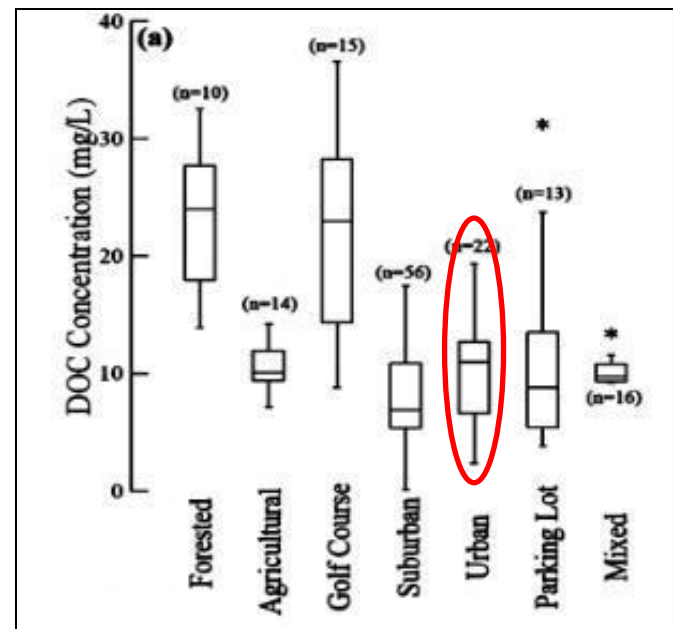 40
(a)
(n=15)
(n=10)
30
*
(n=13)
(n=22)
20
(n=56)
(n=14)
*
10
(n=16)
0
DOC Concentration (mg/L)
Forested
Agricultural
Golf Course
Suburban
Urban
Parking Lot
Mixed